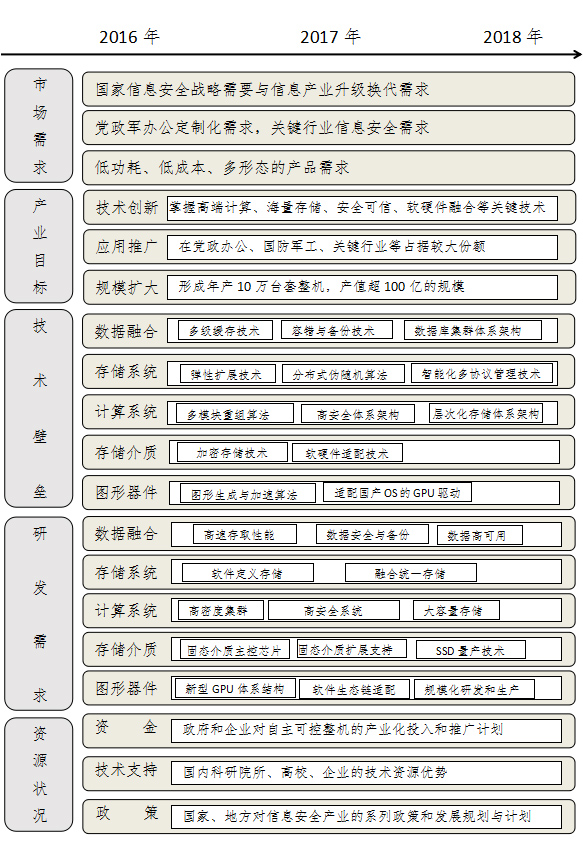 2016 年 2017 年 2018 年
市场需求
国家信息安全战略需要与信息产业升级换代需求
党政军办公定制化需求，关键行业信息安全需求
低功耗、低成本、多形态的产品需求
产业目标
技术创新 掌握高端计算、海量存储、安全可信、软硬件融合等关键技术
应用推广 在党政办公、国防军工、关键行业等占据较大份额
规模扩大 形成年产 10 万台套整机，产值超 100 亿的规模
技术壁垒
数据融合 多级缓存技术 容错与备份技术 数据库集群体系架构
存储系统 弹性扩展技术 分布式伪随机算法 智能化多协议管理技术
计算系统 多模块重组算法 高安全体系架构 层次化存储体系架构
存储介质 加密存储技术 软硬件适配技术
图形器件 图形生成与加速算法 适配国产 OS 的 GPU 驱动
研发需求
数据融合 高速存取性能 数据安全与备份 数据高可用
存储系统 软件定义存储 融合统一存储
计算系统 高密度集群 高安全系统 大容量存储
存储介质 固态介质主控芯片 固态介质扩展支持 SSD 量产技术
图形器件 新型 GPU 体系结构 软件生态链适配 规模化研发和生产
资源状况
资金 政府和企业对自主可控整机的产业化投入和推广计划
技术支持 国内科研院所、高校、企业的技术资源优势
政策 国家、地方对信息安全产业的系列政策和发展规划与计划